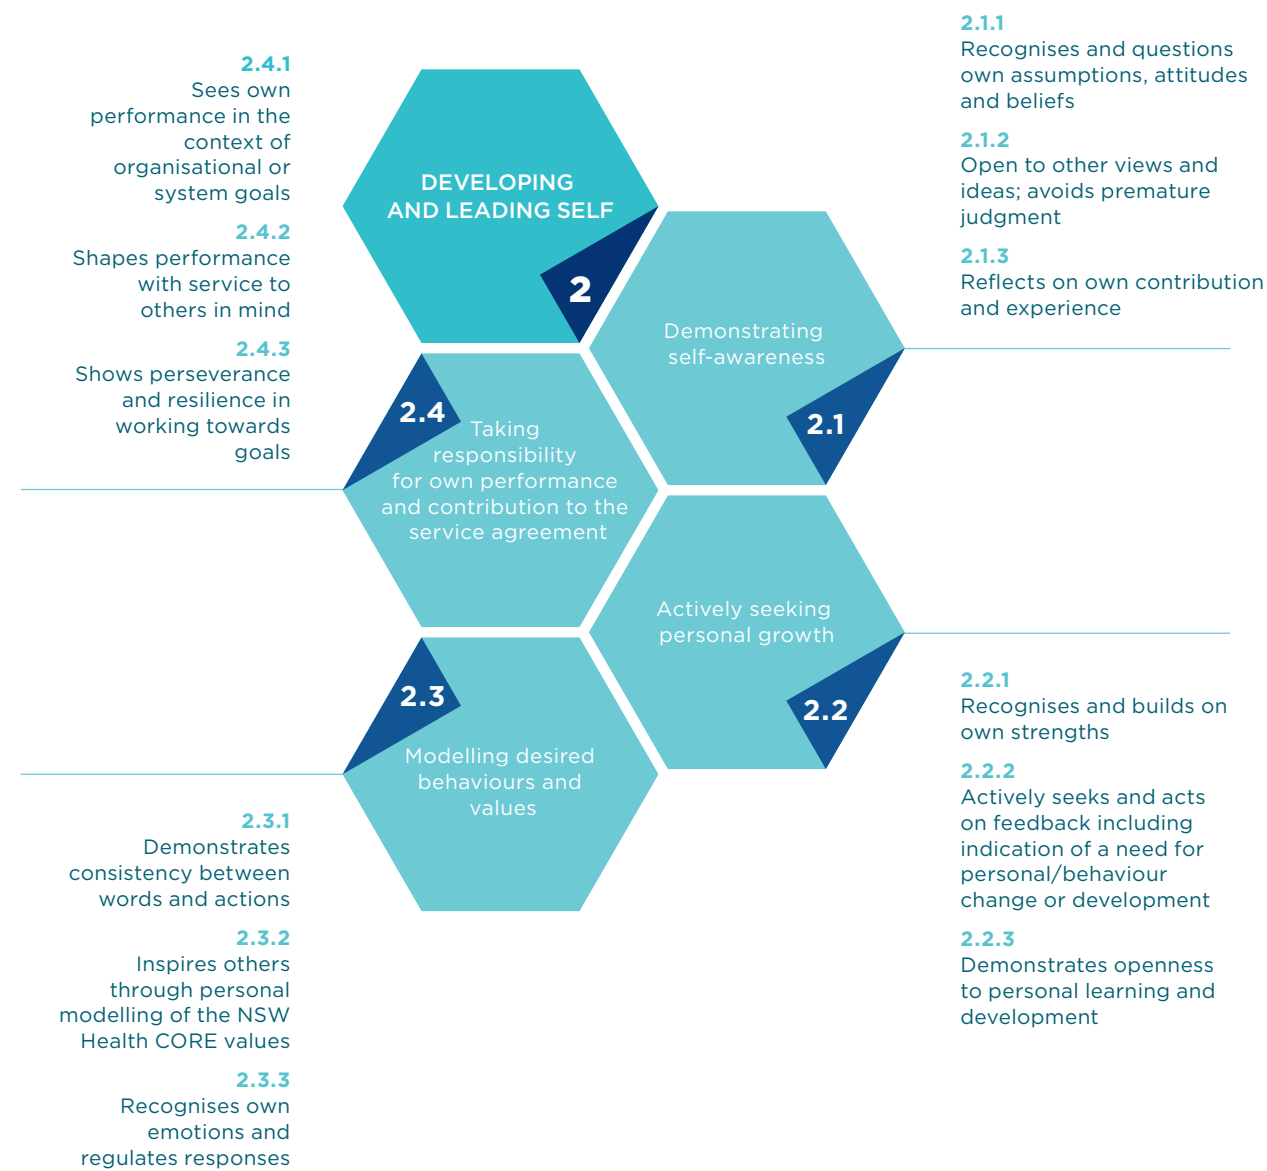 DEVELOPING
AND LEADING SELF
2
Demonstrating
self-awareness
2.1
2.1.1
Recognises and questions
own assumptions, attitudes
and beliefs
2.1.2
Open to other views and
ideas; avoids premature
judgment
2.1.3
Reflects on own contribution
and experience
Actively seeking
personal growth
2.2
2.2.1
Recognises and builds on
own strengths
2.2.2
Actively seeks and acts
on feedback including
indication of a need for
personal/behaviour
change or development
2.2.3
Demonstrates openness
to personal learning and
development
2.3
Modelling desired
behaviours and
values
2.3.1
Demonstrates
consistency between
words and actions
2.3.2
Inspires others
through personal
modelling of the NSW
Health CORE values
2.3.3
Recognises own
emotions and
regulates responses
2.4
Taking
responsibility
for own performance
and contribution to the
service agreement
2.4.1
Sees own
performance in the
context of
organisational or
system goals
2.4.2
Shapes performance
with service to
others in mind
2.4.3
Shows perseverance
and resilience in
working towards
goals